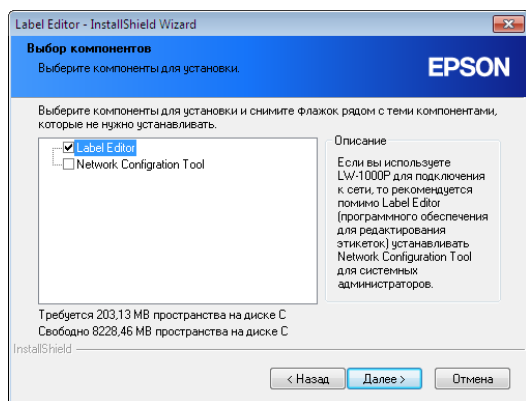 Label Editor - InstallShield Wizard
Выбор компонентов
Выберите компоненты для установки.
EPSON
Выберите компоненты для установки и снимите флажок рядом с теми компонентами,
которые не нужно устанавливать.
Label Editor
Network Configration Tool
Описание
Если вы используете
LW-1000P для подключения
к сети, то рекомендуется
помимо Label Editor
(программного обеспечения
для редактирования
этикеток) устанавливать
Network Configuration Tool
для системных
администраторов.
Требуется 203,13 MB пространства на диске C
Свободно 8228,46 MB пространства на диске C
InstallShield
< Назад
Далее >
Отмена